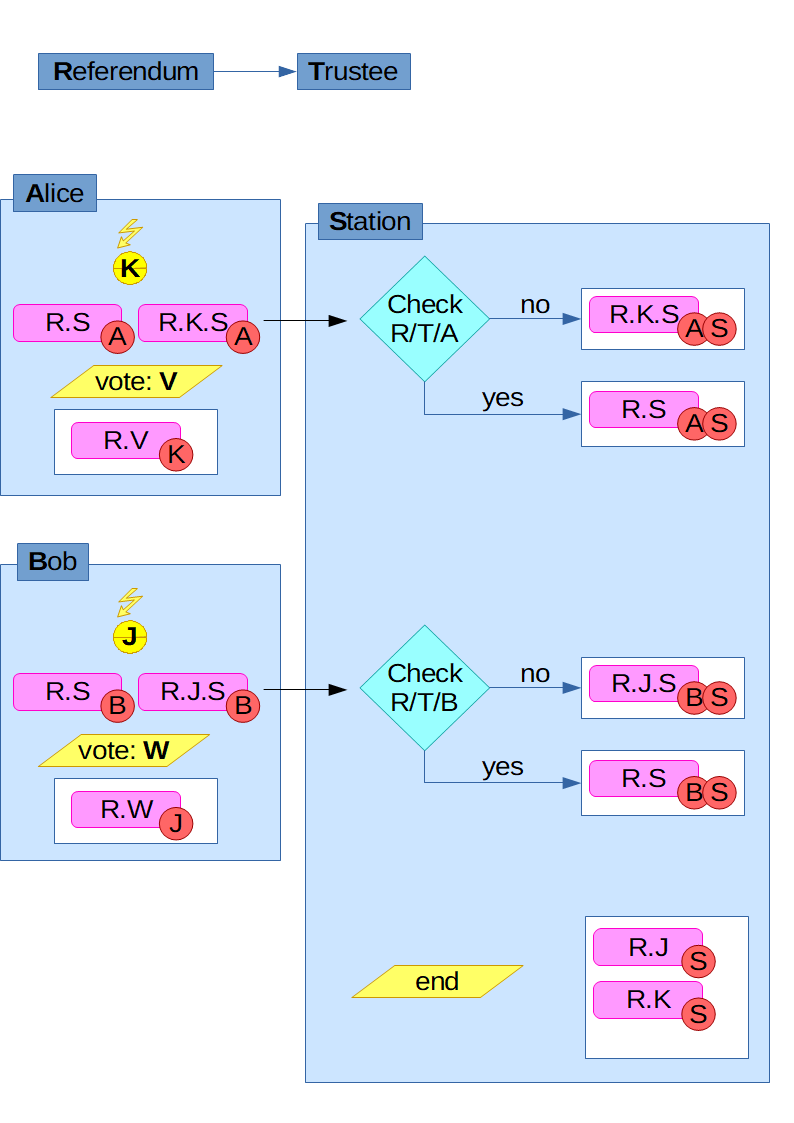 Referendum
Trustee
Alice
K
R.S
A
R.K.S
A
vote: V
R.V
K
Station
Check
R/T/A
no
R.K.S
A
S
yes
R.S
A
S
Bob
J
R.S
B
R.J.S
B
vote: W
R.W
J
Check
R/T/B
no
R.J.S
B
S
yes
R.S
B
S
end
R.J
S
R.K
S